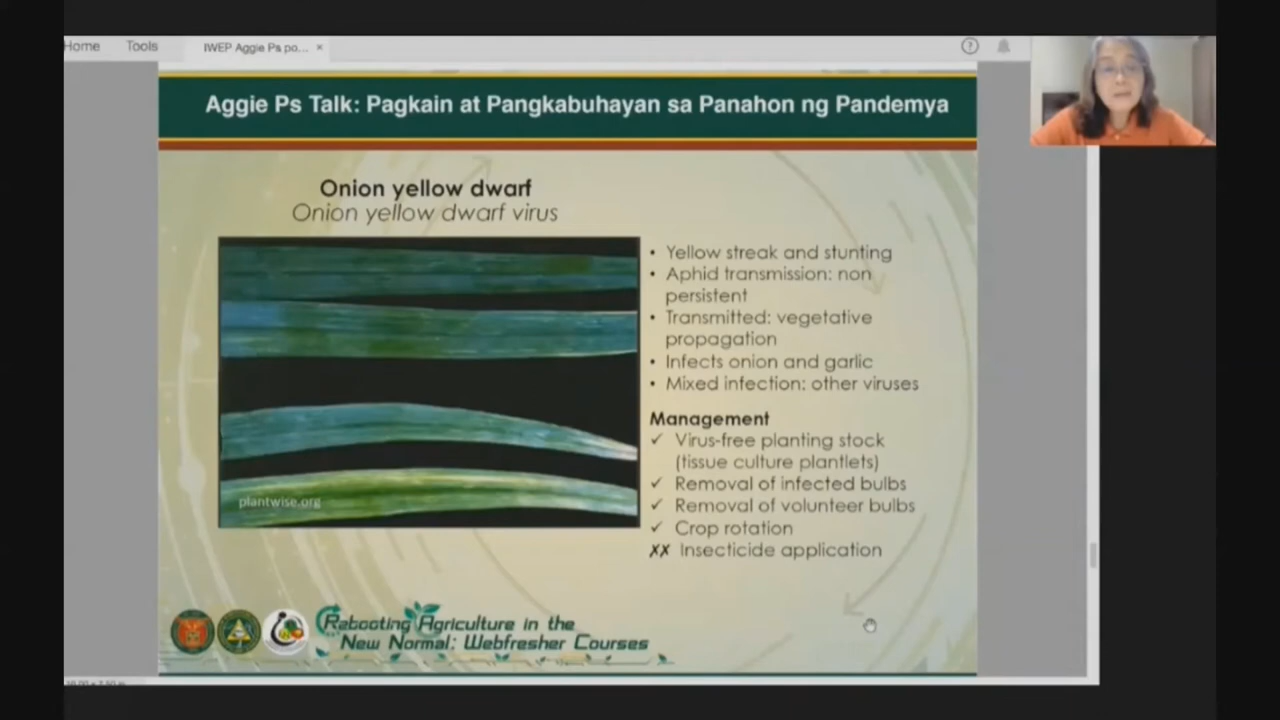 Home Tools IWEP Aggie Ps po... ×
Aggie Ps Talk: Pagkain at Pangkabuhayan sa Panahon ng Pandemya
Onion yellow dwarf
Onion yellow dwarf virus
• Yellow streak and stunting
• Aphid transmission: non
persistent
• Transmitted: vegetative
propagation
• Infects onion and garlic
• Mixed infection: other viruses
Management
✓ Virus-free planting stock
(tissue culture plantlets)
✓ Removal of infected bulbs
✓ Removal of volunteer bulbs
✓ Crop rotation
✗✗ Insecticide application
plantwise.org
Rebooting Agriculture in the
New Normal: Webfresher Courses